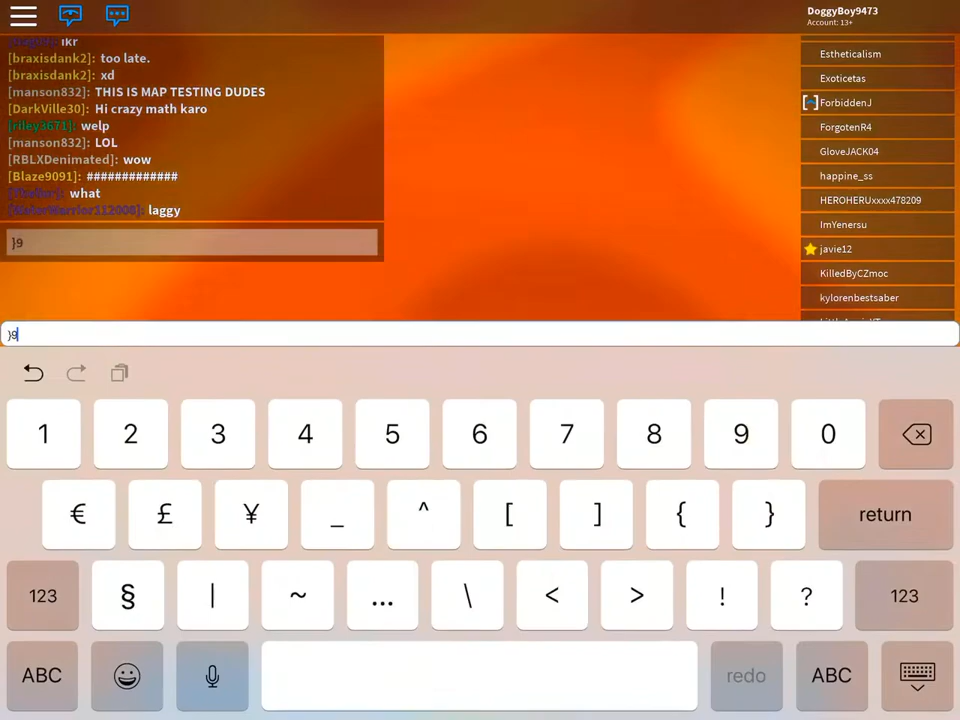 DoggyBoy9473
Account: 13+
ikr
[braxisdank2]: too late.
[braxisdank2]: xd
[manson832]: THIS IS MAP TESTING DUDES
[DarkVille30]: Hi crazy math karo
[riley3671]: welp
[manson832]: LOL
[RBLXDenimated]: wow
[Blaze9091]: #############
what
laggy
}9
Estheticalism
Exoticetas
ForbiddenJ
ForgotenR4
GloveJACK04
happine_ss
HEROHERUxxxx478209
ImYenersu
javie12
KilledByCZmoc
kylorenbestsaber
}9
1 2 3 4 5 6 7 8 9 0
€ £ ¥ _ ^ [ ] { } return
123 § | ~ … \ < > ! ? 123
ABC redo ABC